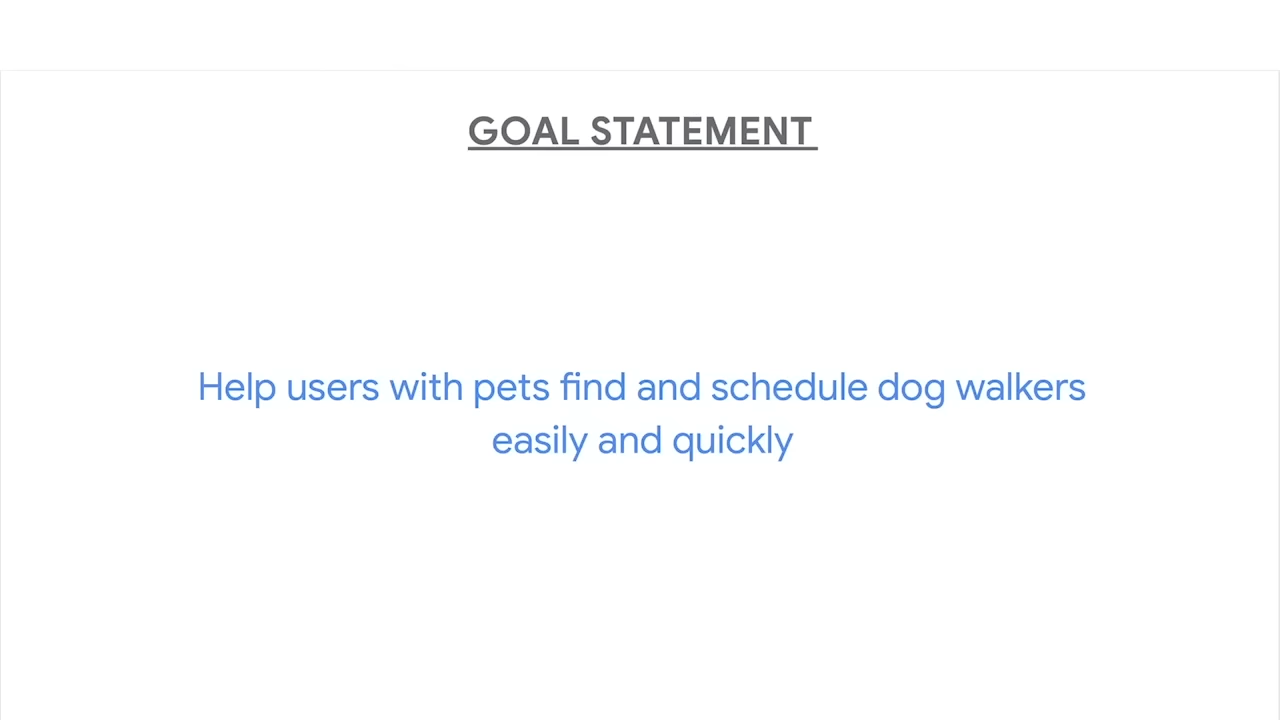 GOAL STATEMENT
Help users with pets find and schedule dog walkers
easily and quickly